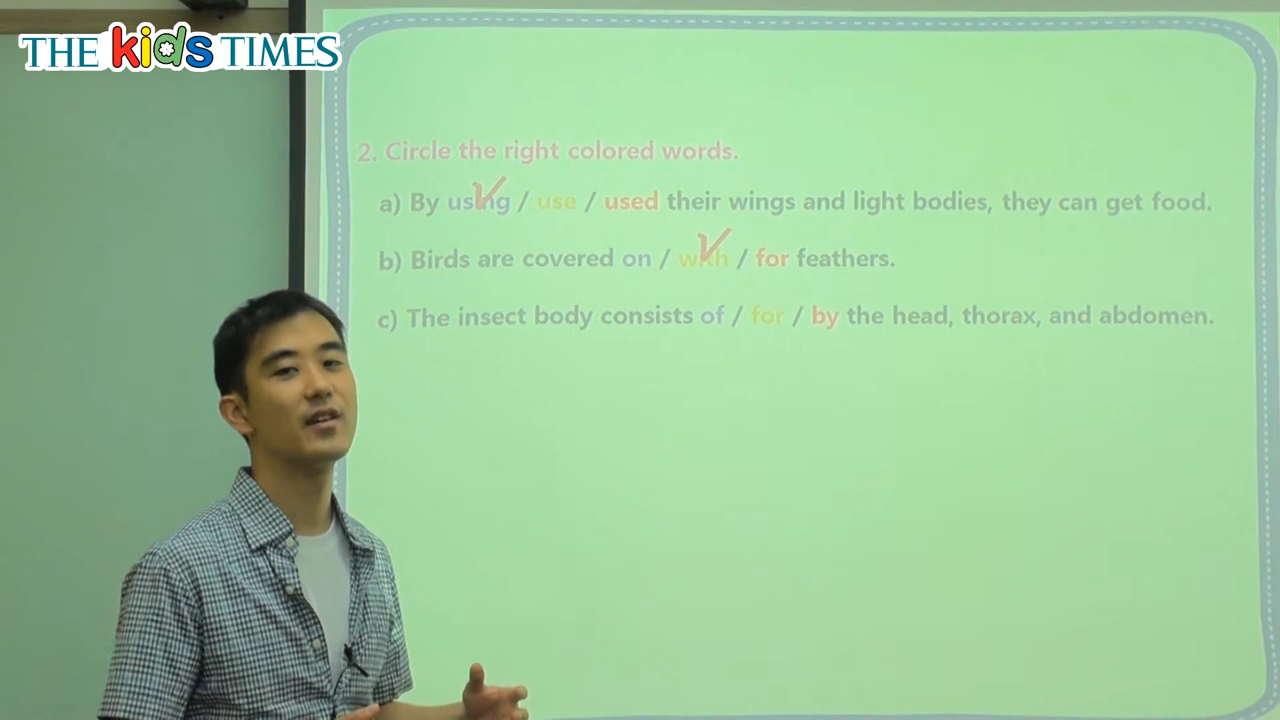 THE kids TIMES
2. Circle the right colored words.
a) By using / use / used their wings and light bodies, they can get food.
b) Birds are covered on / with / for feathers.
c) The insect body consists of / for / by the head, thorax, and abdomen.